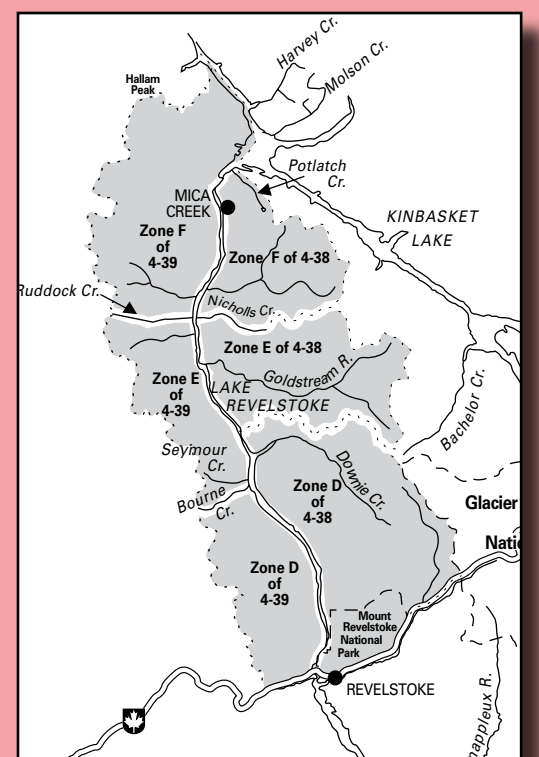 Harvey Cr.
Molson Cr.
Hallam
Peak
Potlatch
Cr.
MICA
CREEK
KINBASKET
LAKE
Zone F
of
4-39
Zone F of 4-38
Ruddock Cr.
Nicholls Cr.
Zone E of 4-38
Goldstream R.
Zone E
of
4-39
LAKE
REVELSTOKE
Bachelor Cr.
Seymour
Cr.
Downie Cr.
Bourne
Cr.
Zone D
of
4-38
Glacier
Zone D
of
4-39
Mount
Revelstoke
National
Park
REVELSTOKE